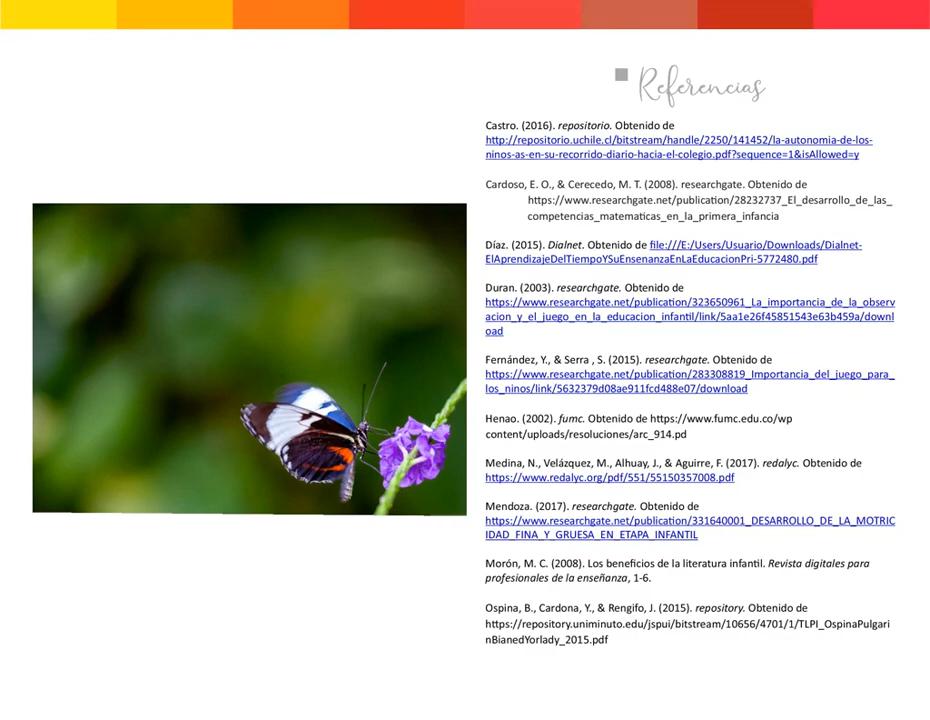 Referencias
Castro. (2016). repositorio. Obtenido de
http://repositorio.uchile.cl/bitstream/handle/2250/141452/la-autonomia-de-los-
ninos-as-en-su-recorrido-diario-hacia-el-colegio.pdf?sequence=1&isAllowed=y
Cardoso, E. O., & Cerecedo, M. T. (2008). researchgate. Obtenido de
https://www.researchgate.net/publication/28232737_El_desarrollo_de_las_
competencias_matematicas_en_la_primera_infancia
Díaz. (2015). Dialnet. Obtenido de file:///E:/Users/Usuario/Downloads/Dialnet-
ElAprendizajeDelTiempoYSuEnsenanzaEnLaEducacionPri-5772480.pdf
Duran. (2003). researchgate. Obtenido de
https://www.researchgate.net/publication/323650961_La_importancia_de_la_observ
acion_y_el_juego_en_la_educacion_infantil/link/5aa1e26f45851543e63b459a/downl
oad
Fernández, Y., & Serra , S. (2015). researchgate. Obtenido de
https://www.researchgate.net/publication/283308819_Importancia_del_juego_para_
los_ninos/link/5632379d08ae911fcd488e07/download
Henao. (2002). fumc. Obtenido de https://www.fumc.edu.co/wp
content/uploads/resoluciones/arc_914.pd
Medina, N., Velázquez, M., Alhuay, J., & Aguirre, F. (2017). redalyc. Obtenido de
https://www.redalyc.org/pdf/551/55150357008.pdf
Mendoza. (2017). researchgate. Obtenido de
https://www.researchgate.net/publication/331640001_DESARROLLO_DE_LA_MOTRIC
IDAD_FINA_Y_GRUESA_EN_ETAPA_INFANTIL
Morón, M. C. (2008). Los beneficios de la literatura infantil. Revista digitales para
profesionales de la enseñanza, 1-6.
Ospina, B., Cardona, Y., & Rengifo, J. (2015). repository. Obtenido de
https://repository.uniminuto.edu/jspui/bitstream/10656/4701/1/TLPI_OspinaPulgari
nBianedYorlady_2015.pdf